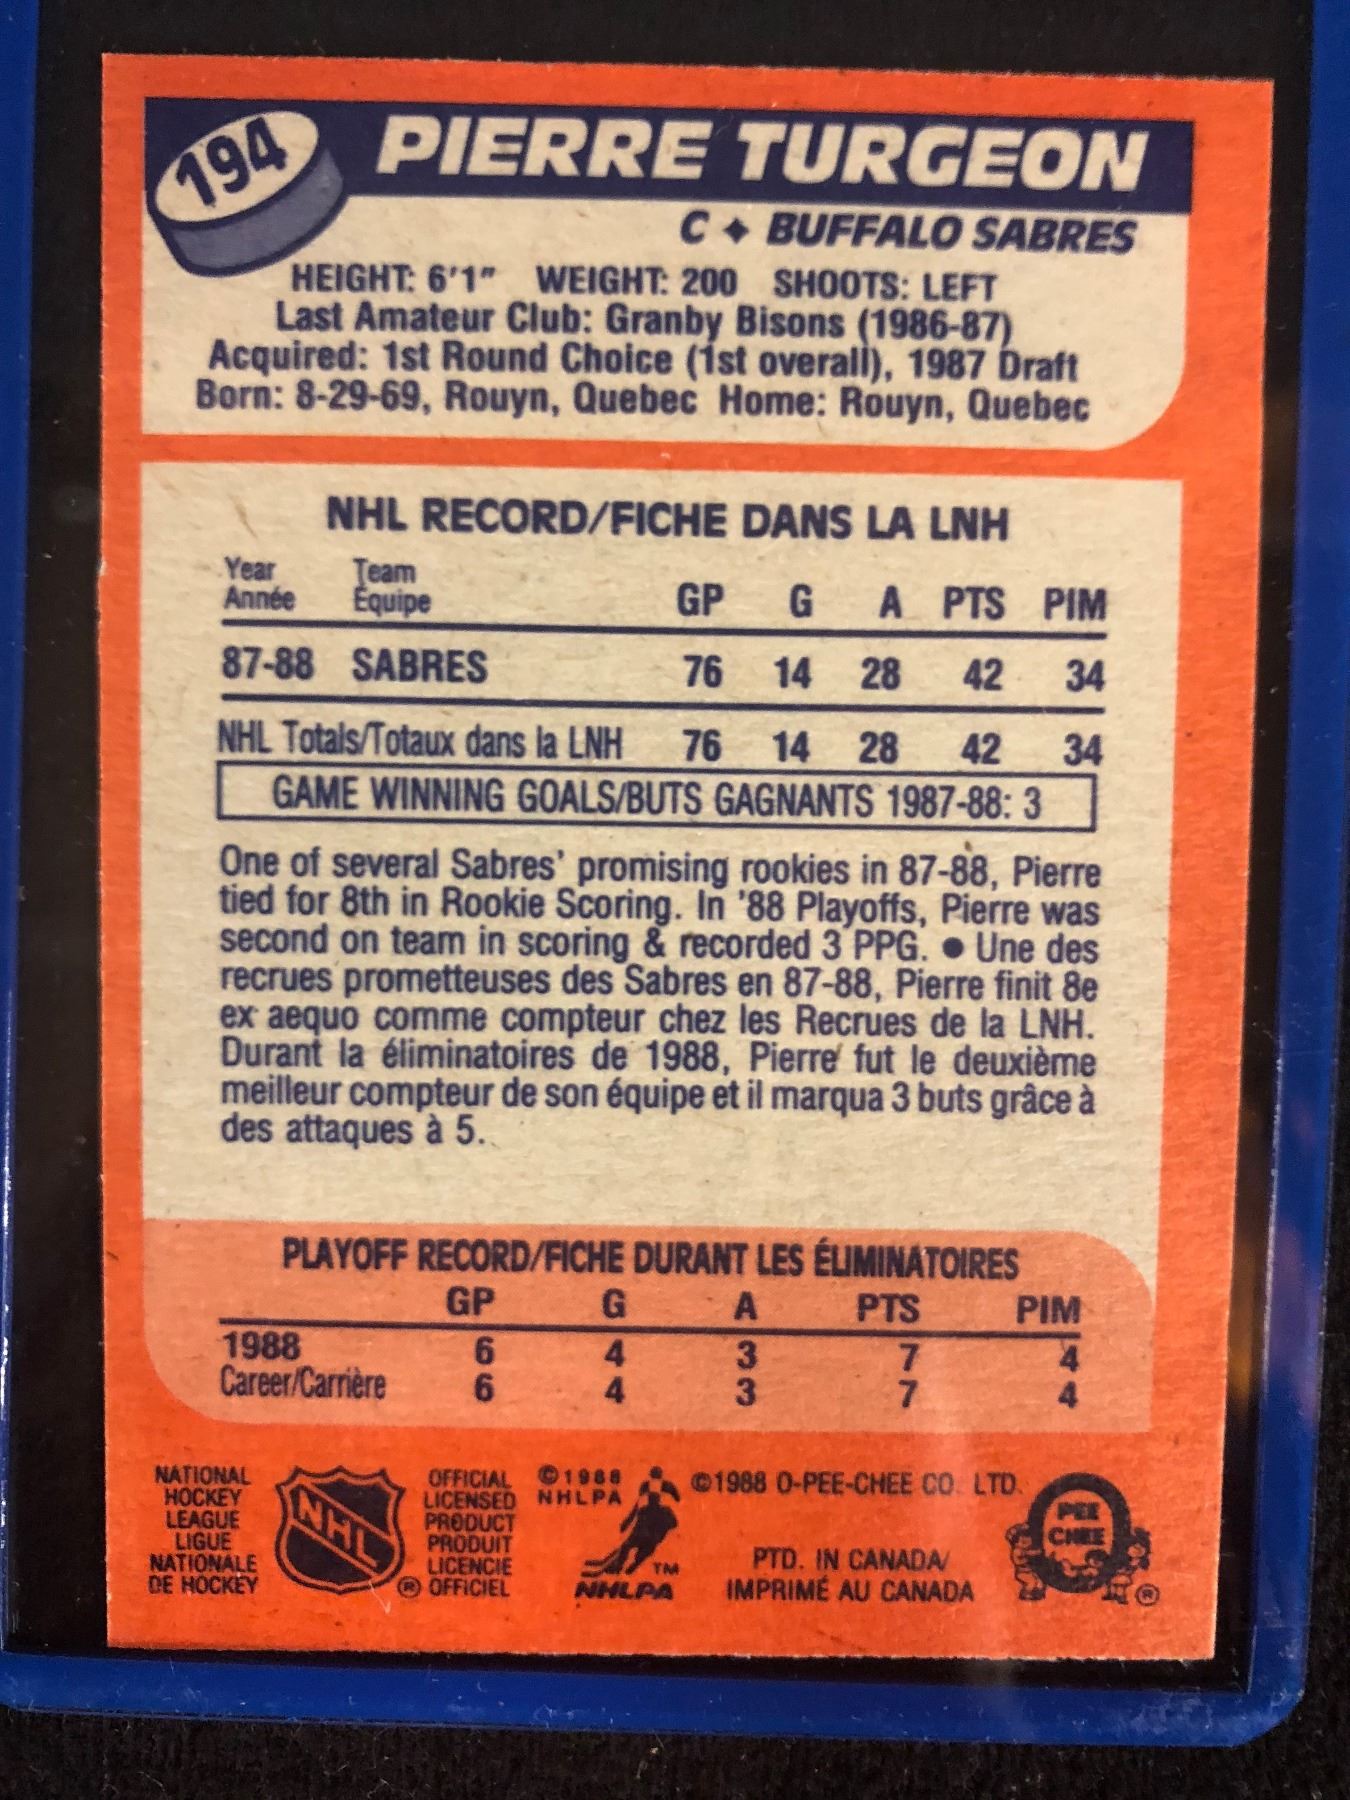 194
PIERRE TURGEON
C ♦ BUFFALO SABRES
HEIGHT: 6'1" WEIGHT: 200 SHOOTS: LEFT
Last Amateur Club: Granby Bisons (1986-87)
Acquired: 1st Round Choice (1st overall), 1987 Draft
Born: 8-29-69, Rouyn, Quebec Home: Rouyn, Quebec
NHL RECORD/FICHE DANS LA LNH
Year Team
Année Équipe GP G A PTS PIM
87-88 SABRES 76 14 28 42 34
NHL Totals/Totaux dans la LNH 76 14 28 42 34
GAME WINNING GOALS/BUTS GAGNANTS 1987-88: 3
One of several Sabres' promising rookies in 87-88, Pierre
tied for 8th in Rookie Scoring. In '88 Playoffs, Pierre was
second on team in scoring & recorded 3 PPG. ● Une des
recrues prometteuses des Sabres en 87-88, Pierre finit 8e
ex aequo comme compteur chez les Recrues de la LNH.
Durant la éliminatoires de 1988, Pierre fut le deuxième
meilleur compteur de son équipe et il marqua 3 buts grâce à
des attaques à 5.
PLAYOFF RECORD/FICHE DURANT LES ÉLIMINATOIRES
GP G A PTS PIM
1988 6 4 3 7 4
Career/Carrière 6 4 3 7 4
NATIONAL
HOCKEY
LEAGUE
LIGUE
NATIONALE
DE HOCKEY
NHL
®
OFFICIAL
LICENSED
PRODUCT
PRODUIT
LICENCIE
OFFICIEL
©1988
NHLPA
TM
NHLPA
©1988 O-PEE-CHEE CO. LTD.
PTD. IN CANADA/
IMPRIMÉ AU CANADA
PEE
CHEE
®